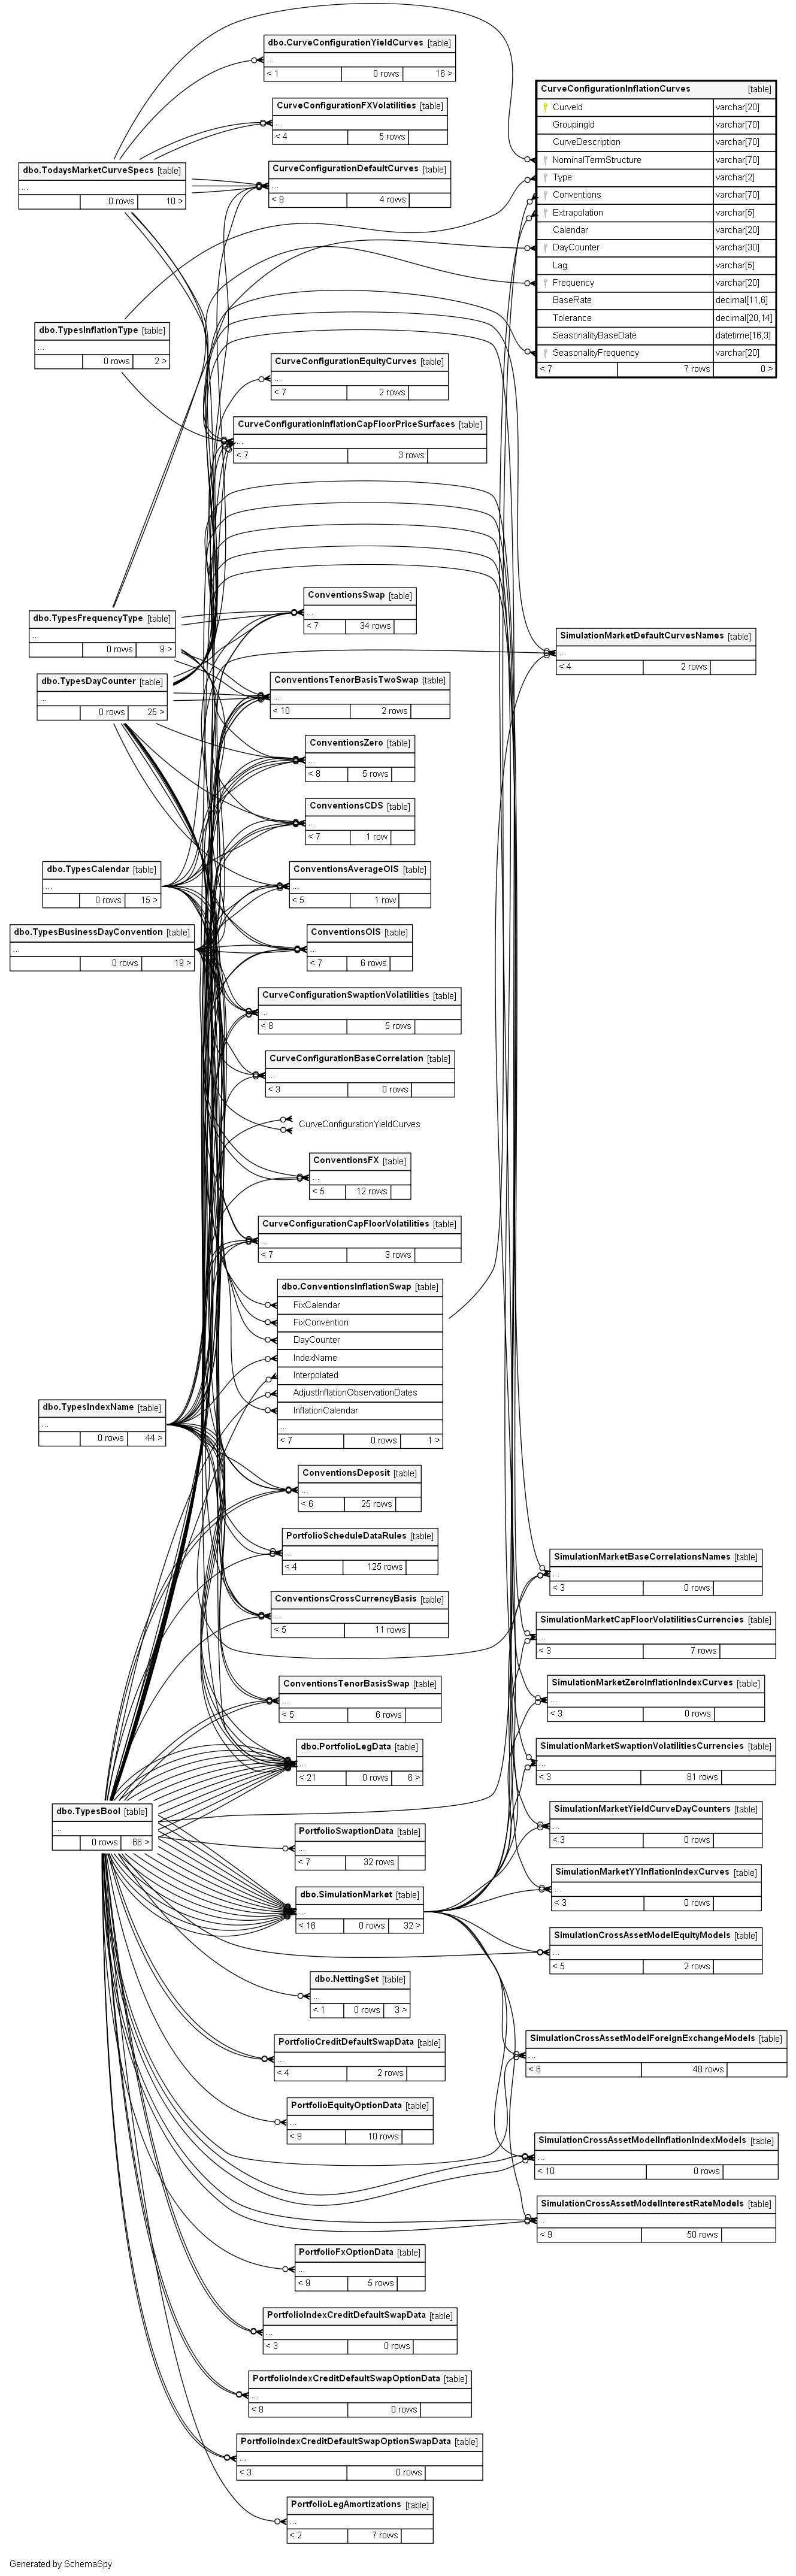 dbo.CurveConfigurationYieldCurves [table]
...
< 1 0 rows 16 >
CurveConfigurationFXVolatilities [table]
...
< 4 5 rows
dbo.TodaysMarketCurveSpecs [table]
...
0 rows 10 >
CurveConfigurationDefaultCurves [table]
...
< 8 4 rows
CurveConfigurationInflationCurves [table]
CurveId varchar[20]
GroupingId varchar[70]
CurveDescription varchar[70]
NominalTermStructure varchar[70]
Type varchar[2]
Conventions varchar[70]
Extrapolation varchar[5]
Calendar varchar[20]
DayCounter varchar[30]
Lag varchar[5]
Frequency varchar[20]
BaseRate decimal[11,6]
Tolerance decimal[20,14]
SeasonalityBaseDate datetime[16,3]
SeasonalityFrequency varchar[20]
< 7 7 rows 0 >
dbo.TypesInflationType [table]
...
0 rows 2 >
CurveConfigurationEquityCurves [table]
...
< 7 2 rows
CurveConfigurationInflationCapFloorPriceSurfaces [table]
...
< 7 3 rows
ConventionsSwap [table]
...
< 7 34 rows
dbo.TypesFrequencyType [table]
...
0 rows 9 >
SimulationMarketDefaultCurvesNames [table]
...
< 4 2 rows
dbo.TypesDayCounter [table]
...
0 rows 25 >
ConventionsTenorBasisTwoSwap [table]
...
< 10 2 rows
ConventionsZero [table]
...
< 8 5 rows
ConventionsCDS [table]
...
< 7 1 row
dbo.TypesCalendar [table]
...
0 rows 15 >
ConventionsAverageOIS [table]
...
< 5 1 row
dbo.TypesBusinessDayConvention [table]
...
0 rows 19 >
ConventionsOIS [table]
...
< 7 6 rows
CurveConfigurationSwaptionVolatilities [table]
...
< 8 5 rows
CurveConfigurationBaseCorrelation [table]
...
< 3 0 rows
CurveConfigurationYieldCurves
ConventionsFX [table]
...
< 5 12 rows
CurveConfigurationCapFloorVolatilities [table]
...
< 7 3 rows
dbo.ConventionsInflationSwap [table]
FixCalendar
FixConvention
DayCounter
IndexName
Interpolated
AdjustInflationObservationDates
InflationCalendar
...
< 7 0 rows 1 >
dbo.TypesIndexName [table]
...
0 rows 44 >
ConventionsDeposit [table]
...
< 6 25 rows
PortfolioScheduleDataRules [table]
...
< 4 125 rows
SimulationMarketBaseCorrelationsNames [table]
...
< 3 0 rows
ConventionsCrossCurrencyBasis [table]
...
< 5 11 rows
SimulationMarketCapFloorVolatilitiesCurrencies [table]
...
< 3 7 rows
ConventionsTenorBasisSwap [table]
...
< 5 6 rows
SimulationMarketZeroInflationIndexCurves [table]
...
< 3 0 rows
dbo.PortfolioLegData [table]
...
< 21 0 rows 6 >
SimulationMarketSwaptionVolatilitiesCurrencies [table]
...
< 3 81 rows
dbo.TypesBool [table]
...
0 rows 66 >
SimulationMarketYieldCurveDayCounters [table]
...
< 3 0 rows
PortfolioSwaptionData [table]
...
< 7 32 rows
SimulationMarketYYInflationIndexCurves [table]
...
< 3 0 rows
dbo.SimulationMarket [table]
...
< 16 0 rows 32 >
SimulationCrossAssetModelEquityModels [table]
...
< 5 2 rows
dbo.NettingSet [table]
...
< 1 0 rows 3 >
PortfolioCreditDefaultSwapData [table]
...
< 4 2 rows
SimulationCrossAssetModelForeignExchangeModels [table]
...
< 6 48 rows
PortfolioEquityOptionData [table]
...
< 9 10 rows
SimulationCrossAssetModelInflationIndexModels [table]
...
< 10 0 rows
SimulationCrossAssetModelInterestRateModels [table]
...
< 9 50 rows
PortfolioFxOptionData [table]
...
< 9 5 rows
PortfolioIndexCreditDefaultSwapData [table]
...
< 3 0 rows
PortfolioIndexCreditDefaultSwapOptionData [table]
...
< 8 0 rows
PortfolioIndexCreditDefaultSwapOptionSwapData [table]
...
< 3 0 rows
PortfolioLegAmortizations [table]
...
< 2 7 rows
Generated by SchemaSpy